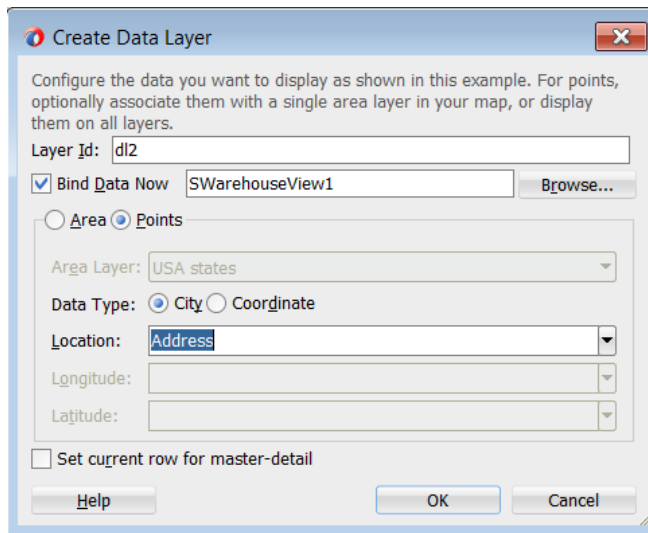 Create Data Layer
Configure the data you want to display as shown in this example. For points,
optionally associate them with a single area layer in your map, or display
them on all layers.
Layer Id: dl2
Bind Data Now SWarehouseView1 Browse...
Area Points
Area Layer: USA states
Data Type: City Coordinate
Location: Address
Longitude:
Latitude:
Set current row for master-detail
Help OK Cancel